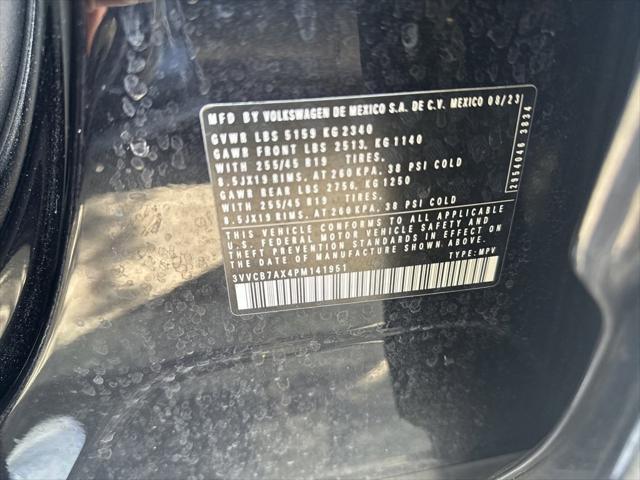 MFD BY VOLKSWAGEN DE MEXICO S.A. DE C.V. MEXICO 08/23
GVWR LBS 5159 KG 2340
GAWR FRONT LBS 2513, KG 1140
WITH 255/45 R19 TIRES.
8.5JX19 RIMS, AT 260 KPA, 38 PSI COLD
GAWR REAR LBS 2756, KG 1250
WITH 255/45 R19 TIRES.
8.5JX19 RIMS, AT 260 KPA, 38 PSI COLD
THIS VEHICLE CONFORMS TO ALL APPLICABLE
U.S. FEDERAL MOTOR VEHICLE SAFETY AND
THEFT PREVENTION STANDARDS IN EFFECT ON
THE DATE OF MANUFACTURE SHOWN ABOVE.
3VVCB7AX4PM141951 TYPE: MPV
2954046 3834